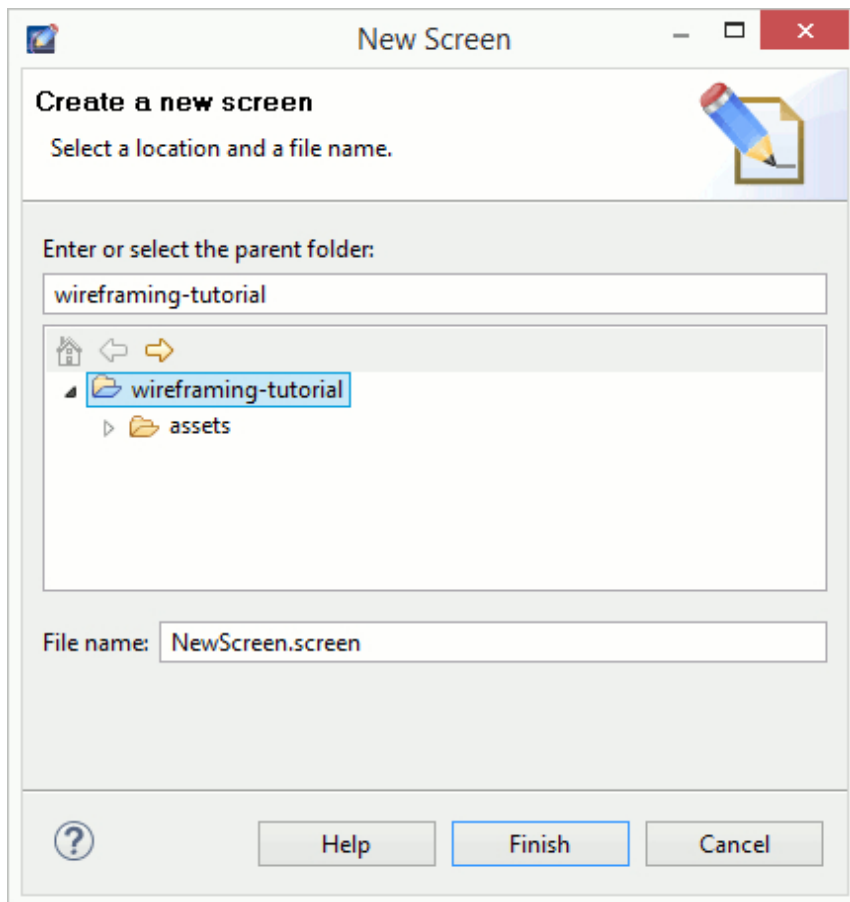 New Screen
Create a new screen
Select a location and a file name.
Enter or select the parent folder:
wireframing-tutorial
wireframing-tutorial
assets
File name: NewScreen.screen
? Help Finish Cancel